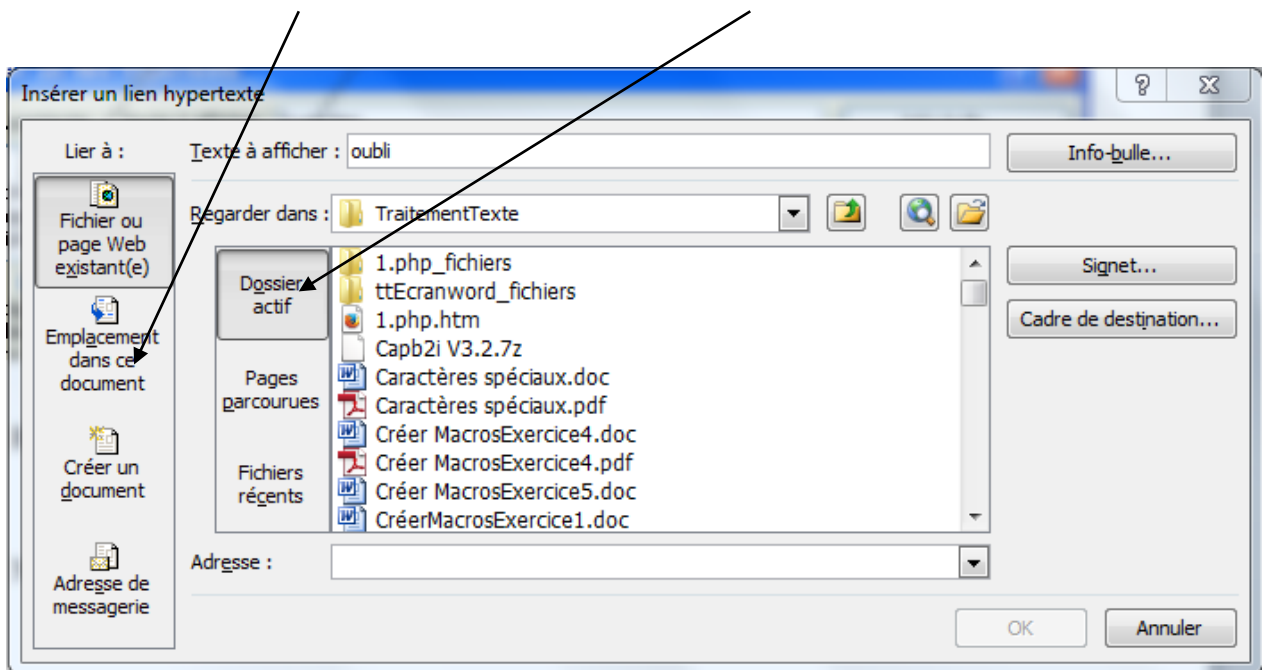 Insérer un lien hypertexte
Lier à :
Texte à afficher : oubli
Info-bulle...
Fichier ou
page Web
existant(e)
Regarder dans : TraitementTexte
Emplacement
dans ce
document
Créer un
document
Adresse de
messagerie
Dossier
actif
Pages
parcourues
Fichiers
récents
1.php_fichiers
ttEcranword_fichiers
1.php.htm
Capb2i V3.2.7z
Caractères spéciaux.doc
Caractères spéciaux.pdf
Créer MacrosExercice4.doc
Créer MacrosExercice4.pdf
Créer MacrosExercice5.doc
CréerMacrosExercice1.doc
Signet...
Cadre de destination...
Adresse :
OK
Annuler